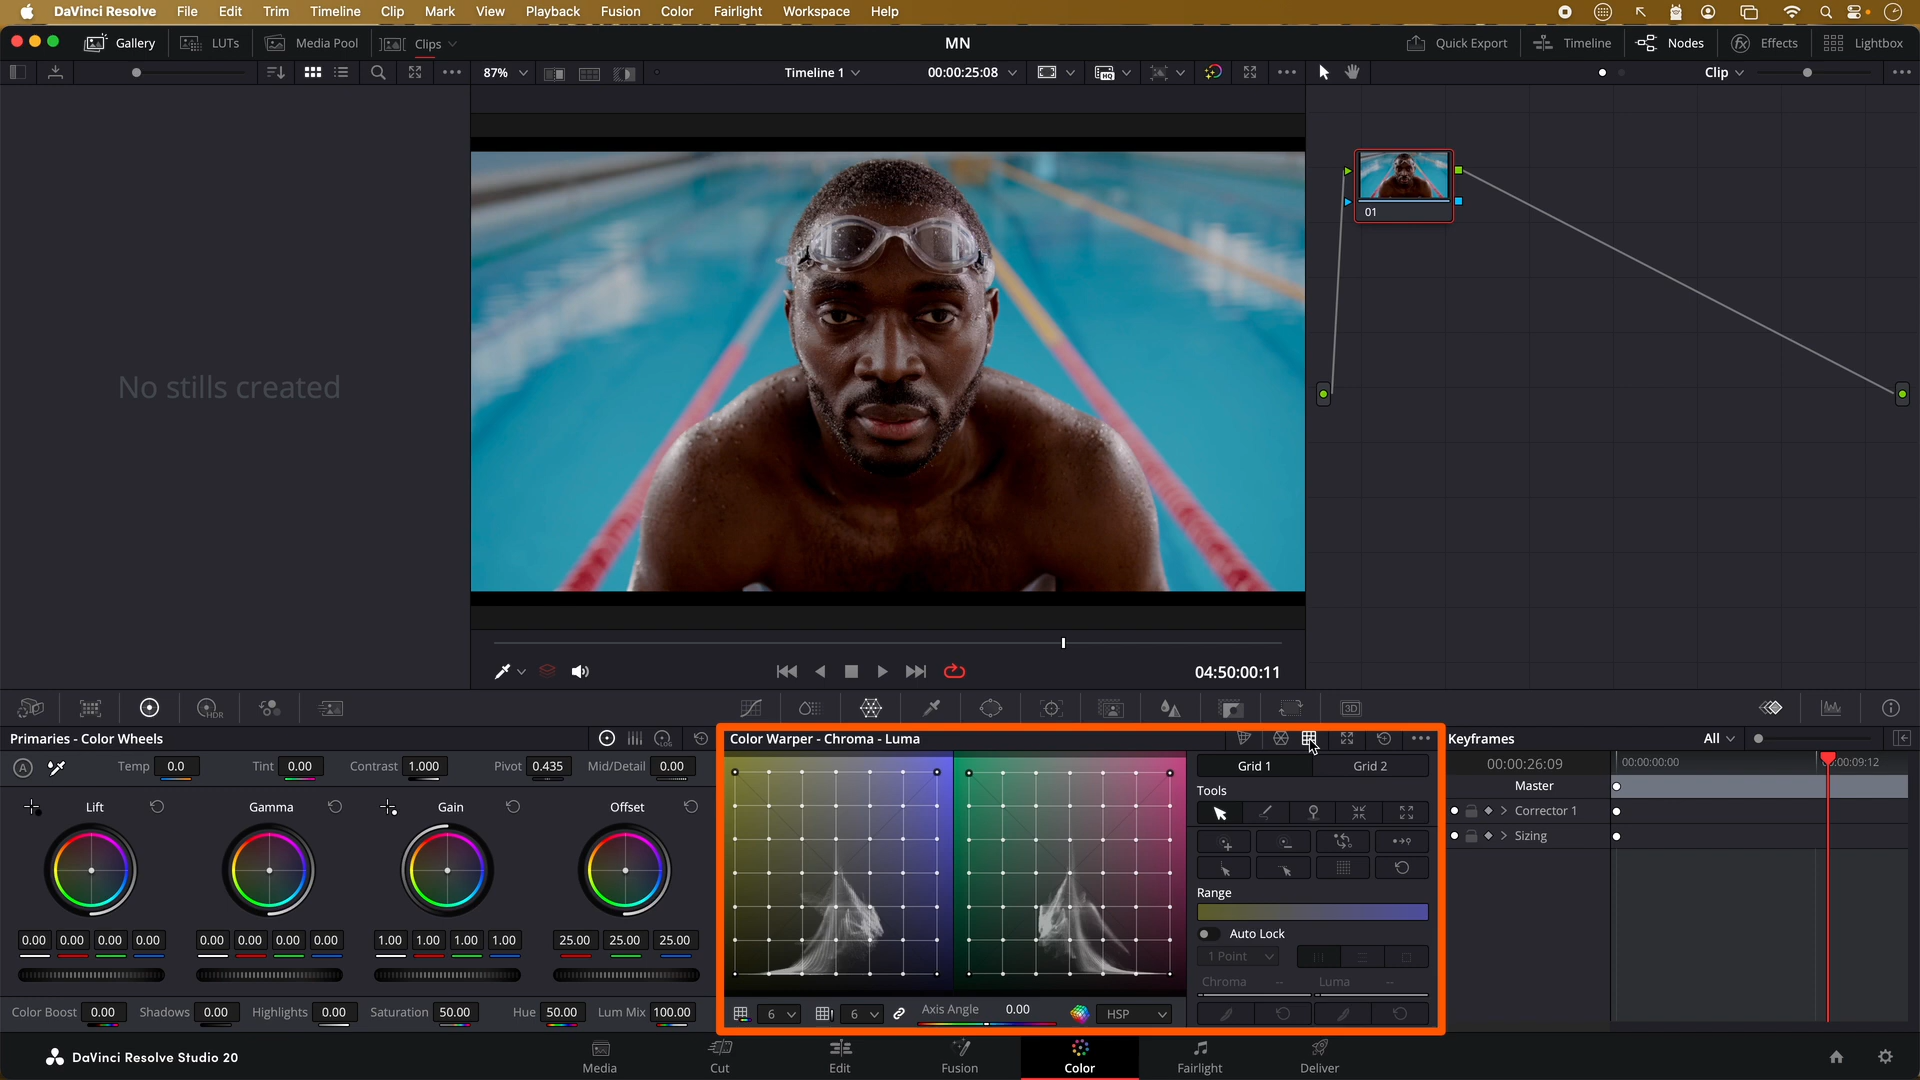 DaVinci Resolve File Edit Trim Timeline Clip Mark View Playback Fusion Color Fairlight Workspace Help
Gallery LUTs Media Pool Clips MN Quick Export Timeline Nodes Effects Lightbox
87% Timeline 1 00:00:25:08 HQ Clip
No stills created
01
04:50:00:11
HDR 3D
Primaries - Color Wheels LOG
Color Warper - Chroma - Luma
Keyframes All
A Temp 0.0 Tint 0.00 Contrast 1.000 Pivot 0.435 Mid/Detail 0.00
Grid 1 Grid 2
00:00:26:09 00:00:00:00 00:00:09:12
Tools
Master
Lift Gamma Gain Offset
Corrector 1
Sizing
Range
Auto Lock
0.00 0.00 0.00 0.00 0.00 0.00 0.00 0.00 1.00 1.00 1.00 1.00 25.00 25.00 25.00
1 Point
Chroma -- Luma --
Color Boost 0.00 Shadows 0.00 Highlights 0.00 Saturation 50.00 Hue 50.00 Lum Mix 100.00
6 6 Axis Angle 0.00 HSP
DaVinci Resolve Studio 20
Media Cut Edit Fusion Color Fairlight Deliver